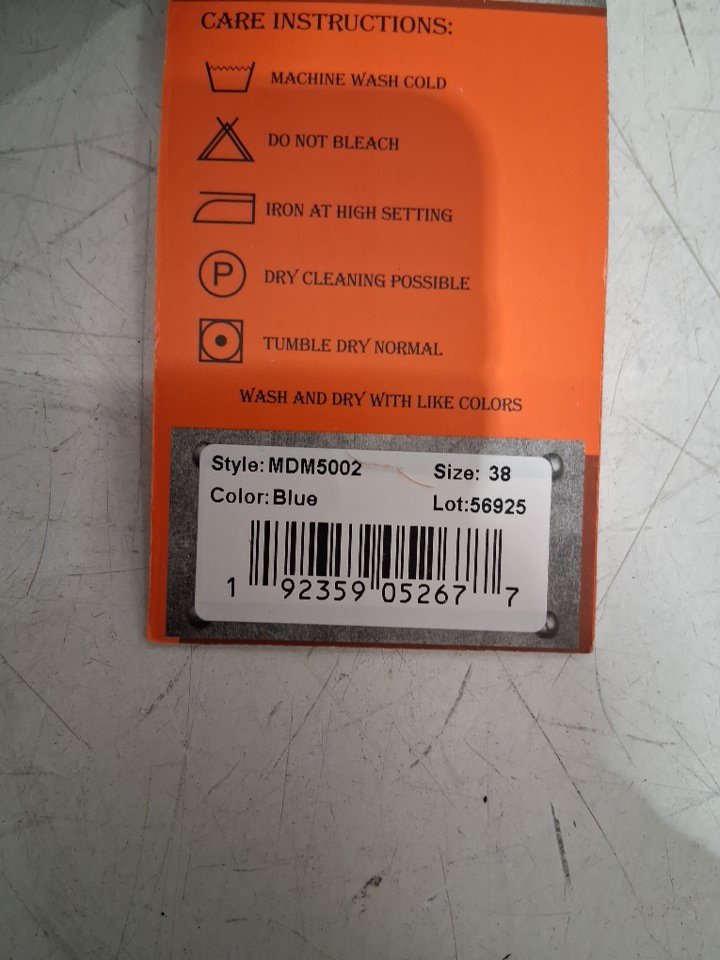 CARE INSTRUCTIONS:
MACHINE WASH COLD
DO NOT BLEACH
IRON AT HIGH SETTING
P DRY CLEANING POSSIBLE
TUMBLE DRY NORMAL
WASH AND DRY WITH LIKE COLORS
Style: MDM5002 Size: 38
Color: Blue Lot:56925
1 92359 05267 7